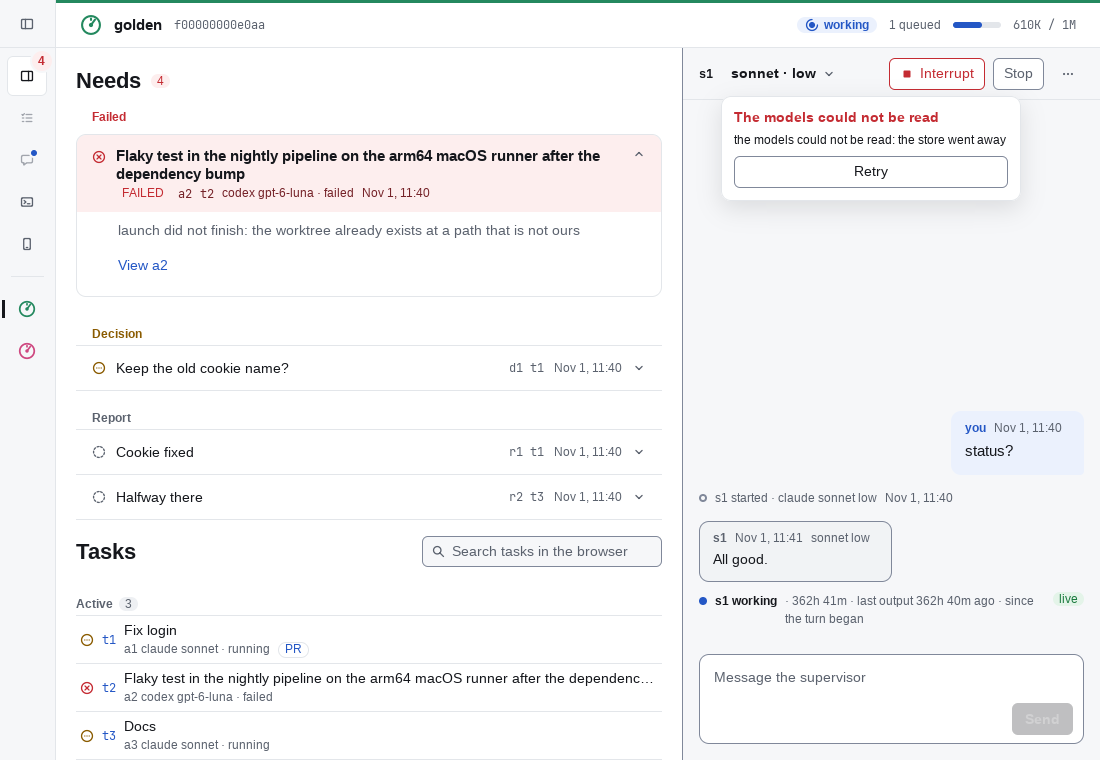 4
golden f00000000e0aa
working 1 queued 610K / 1M
Needs 4
Failed
Flaky test in the nightly pipeline on the arm64 macOS runner after the
dependency bump
FAILED a2 t2 codex gpt-6-luna · failed Nov 1, 11:40
launch did not finish: the worktree already exists at a path that is not ours
View a2
Decision
Keep the old cookie name? d1 t1 Nov 1, 11:40
Report
Cookie fixed r1 t1 Nov 1, 11:40
Halfway there r2 t3 Nov 1, 11:40
Tasks
Search tasks in the browser
Active 3
t1 Fix login
a1 claude sonnet · running PR
t2 Flaky test in the nightly pipeline on the arm64 macOS runner after the dependenc…
a2 codex gpt-6-luna · failed
t3 Docs
a3 claude sonnet · running
s1 sonnet · low Interrupt Stop
The models could not be read
the models could not be read: the store went away
Retry
you Nov 1, 11:40
status?
s1 started · claude sonnet low Nov 1, 11:40
s1 Nov 1, 11:41 sonnet low
All good.
s1 working · 362h 41m · last output 362h 40m ago · since live
the turn began
Message the supervisor
Send